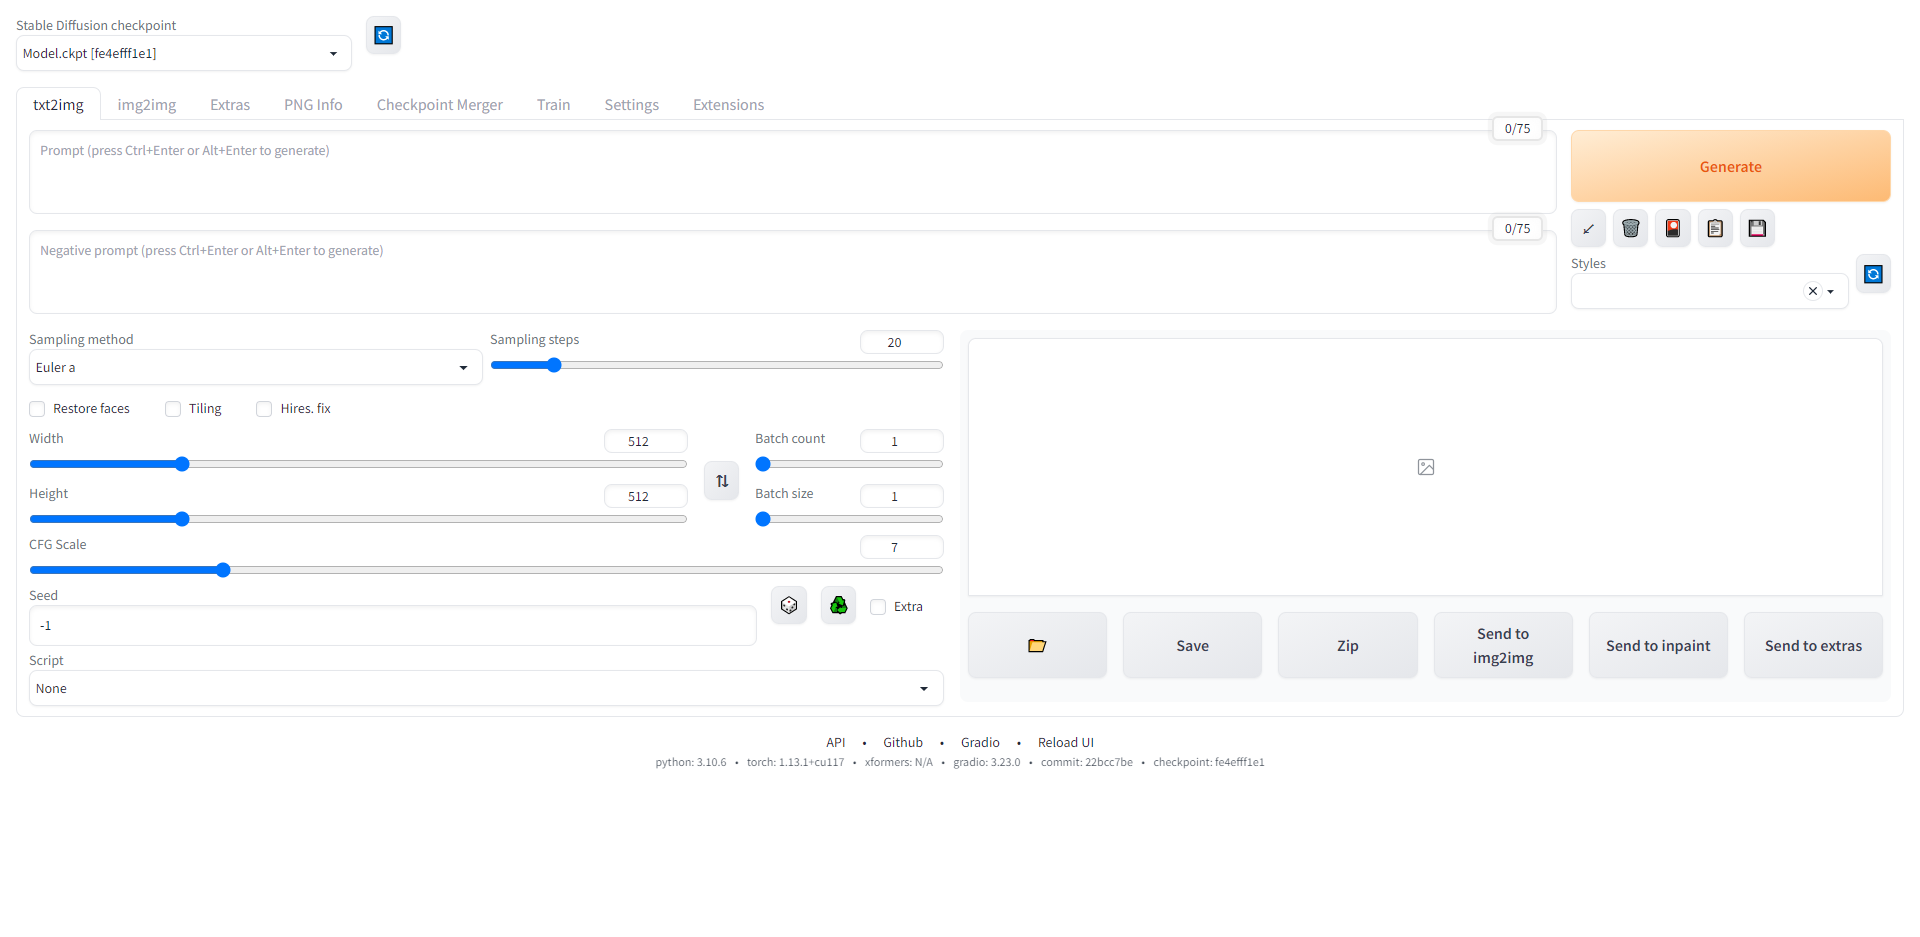 Stable Diffusion checkpoint
Model.ckpt [fe4efff1e1]
txt2img img2img Extras PNG Info Checkpoint Merger Train Settings Extensions
0/75
Prompt (press Ctrl+Enter or Alt+Enter to generate)
Generate
0/75
Negative prompt (press Ctrl+Enter or Alt+Enter to generate)
Styles
Sampling method
Euler a
Sampling steps
20
Restore faces Tiling Hires. fix
Width
512
Batch count
1
Height
512
Batch size
1
CFG Scale
7
Seed
-1
Extra
Script
None
Save
Zip
Send to
img2img
Send to inpaint
Send to extras
API • Github • Gradio • Reload UI
python: 3.10.6 • torch: 1.13.1+cu117 • xformers: N/A • gradio: 3.23.0 • commit: 22bcc7be • checkpoint: fe4efff1e1